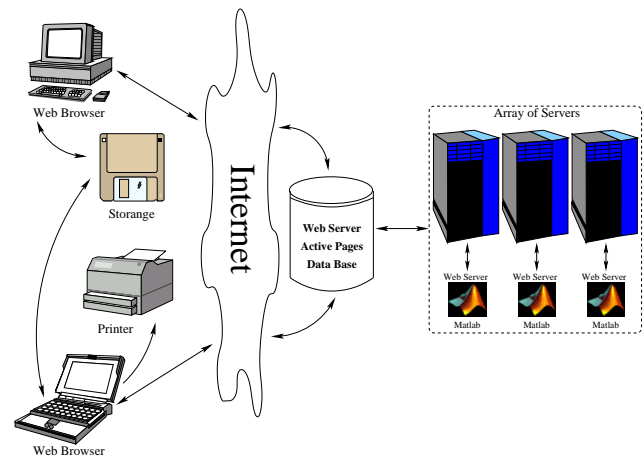 Web Browser
Storange
Printer
Web Browser
Internet
Web Server
Active Pages
Data Base
Array of Servers
Web Server
Web Server
Web Server
Matlab
Matlab
Matlab